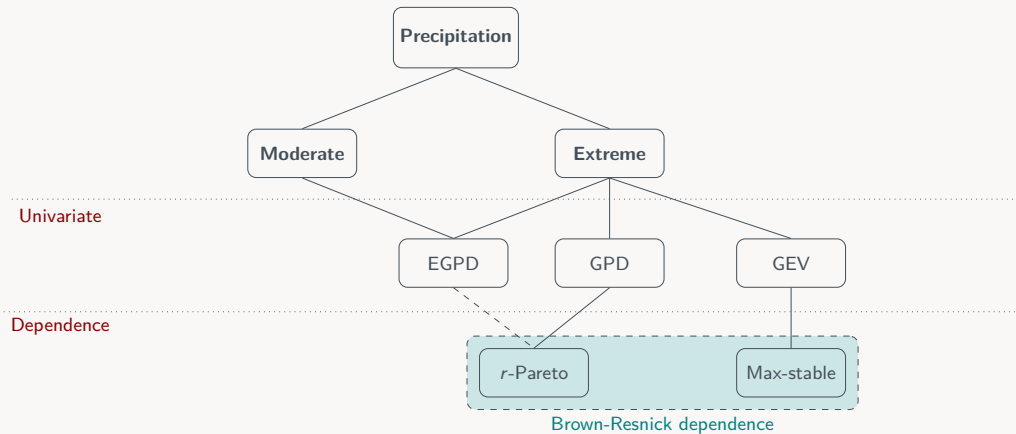 Precipitation
Moderate
Extreme
Univariate
EGPD
GPD
GEV
Dependence
r-Pareto
Max-stable
Brown-Resnick dependence